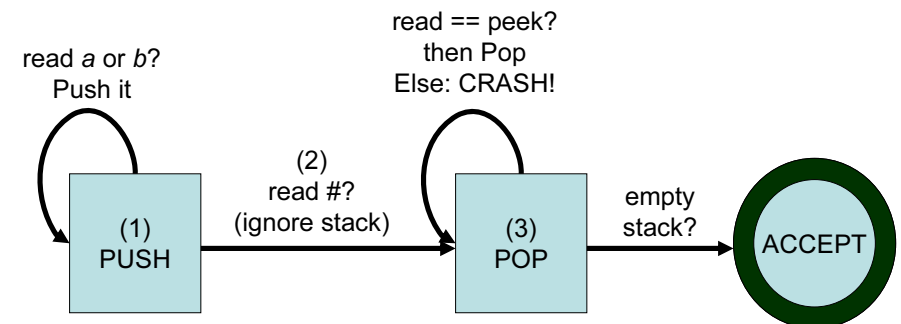 read a or b?
Push it
(1)
PUSH
(2)
read #?
(ignore stack)
read == peek?
then Pop
Else: CRASH!
(3)
POP
empty
stack?
ACCEPT